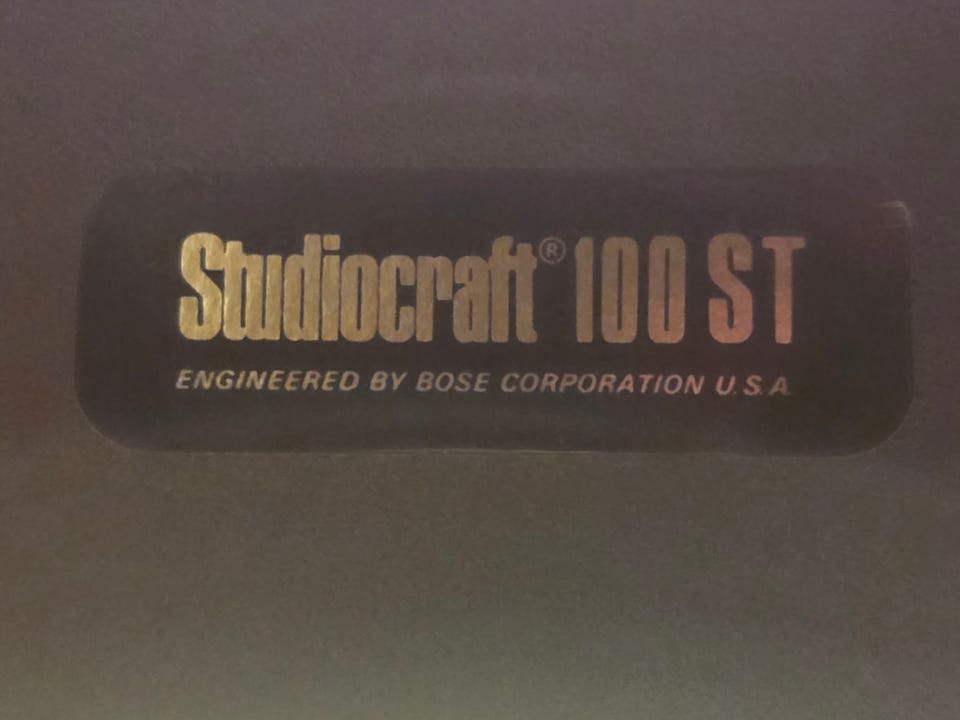 Studiocraft® 100 ST
ENGINEERED BY BOSE CORPORATION U.S.A.